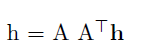 h = A A⊤h